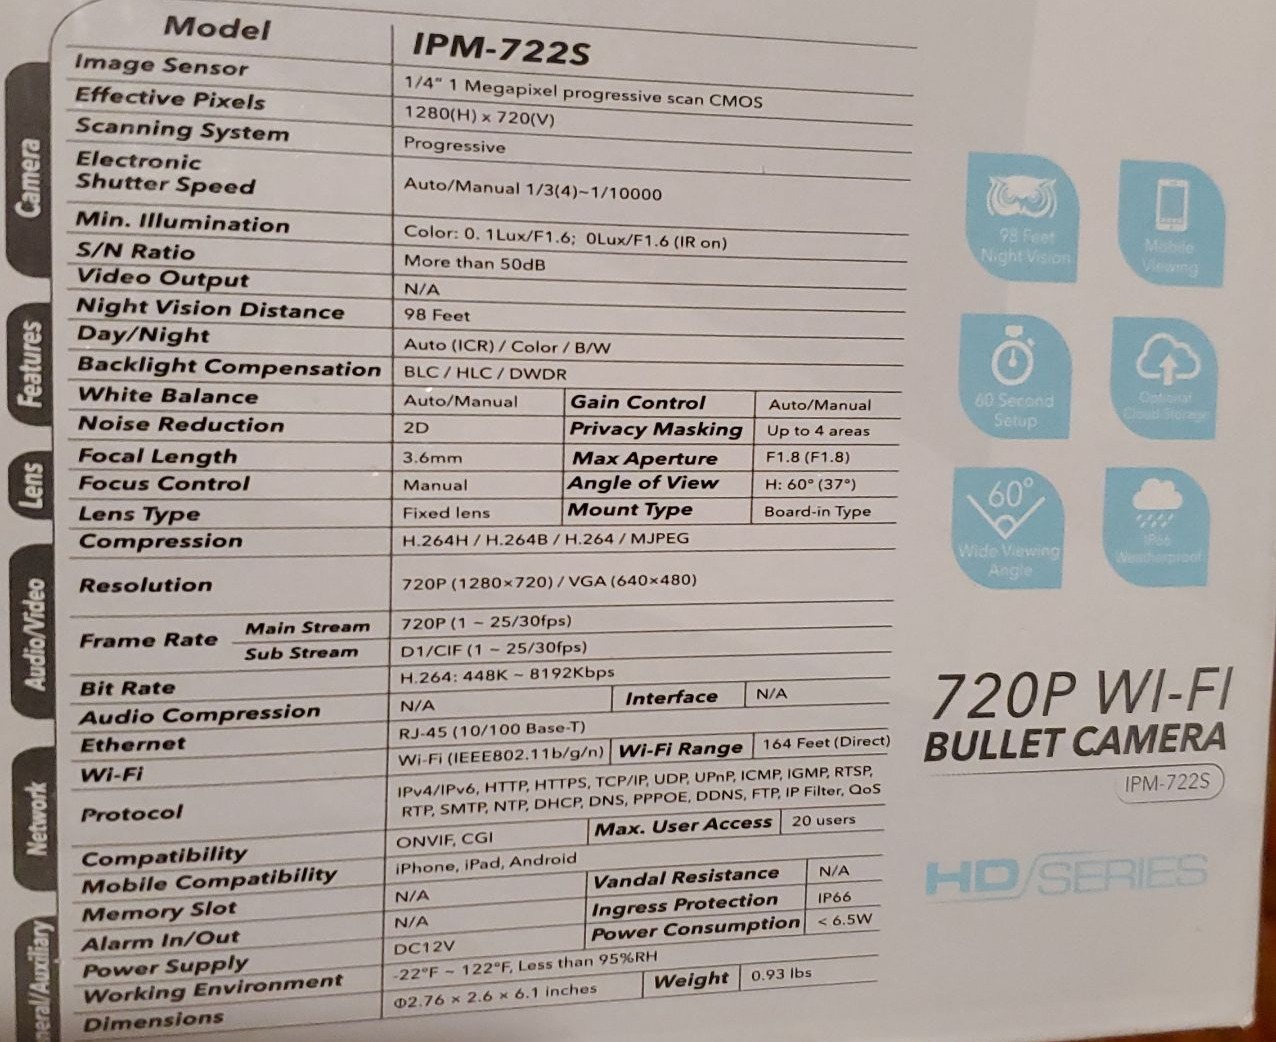 Model IPM-722S
Image Sensor 1/4" 1 Megapixel progressive scan CMOS
Effective Pixels 1280(H) x 720(V)
Scanning System Progressive
Electronic
Shutter Speed Auto/Manual 1/3(4)~1/10000
Min. Illumination Color: 0. 1Lux/F1.6; 0Lux/F1.6 (IR on)
S/N Ratio More than 50dB
Video Output N/A
Night Vision Distance 98 Feet
Day/Night Auto (ICR) / Color / B/W
Backlight Compensation BLC / HLC / DWDR
White Balance Auto/Manual Gain Control Auto/Manual
Noise Reduction 2D Privacy Masking Up to 4 areas
Focal Length 3.6mm Max Aperture F1.8 (F1.8)
Focus Control Manual Angle of View H: 60° (37°)
Lens Type Fixed lens Mount Type Board-in Type
Compression H.264H / H.264B / H.264 / MJPEG
Resolution 720P (1280×720) / VGA (640×480)
Frame Rate Main Stream 720P (1 ~ 25/30fps)
Sub Stream D1/CIF (1 ~ 25/30fps)
Bit Rate H.264: 448K ~ 8192Kbps
Audio Compression N/A Interface N/A
Ethernet RJ-45 (10/100 Base-T)
Wi-Fi Wi-Fi (IEEE802.11b/g/n) Wi-Fi Range 164 Feet (Direct)
Protocol IPv4/IPv6, HTTP, HTTPS, TCP/IP, UDP, UPnP, ICMP, IGMP, RTSP,
RTP, SMTP, NTP, DHCP, DNS, PPPOE, DDNS, FTP, IP Filter, QoS
Compatibility ONVIF, CGI Max. User Access 20 users
Mobile Compatibility iPhone, iPad, Android
Memory Slot N/A Vandal Resistance N/A
Alarm In/Out N/A Ingress Protection IP66
Power Supply DC12V Power Consumption < 6.5W
Working Environment -22°F ~ 122°F, Less than 95%RH
Dimensions Φ2.76 × 2.6 × 6.1 inches Weight 0.93 lbs
Camera
Features
Lens
Audio/Video
Network
neral/Auxiliary
98 Feet
Night Vision
Mobile
Viewing
60 Second
Setup
Optional
Cloud Storage
60°
Wide Viewing
Angle
IP66
Weatherproof
720P WI-FI
BULLET CAMERA
IPM-722S
HD/SERIES